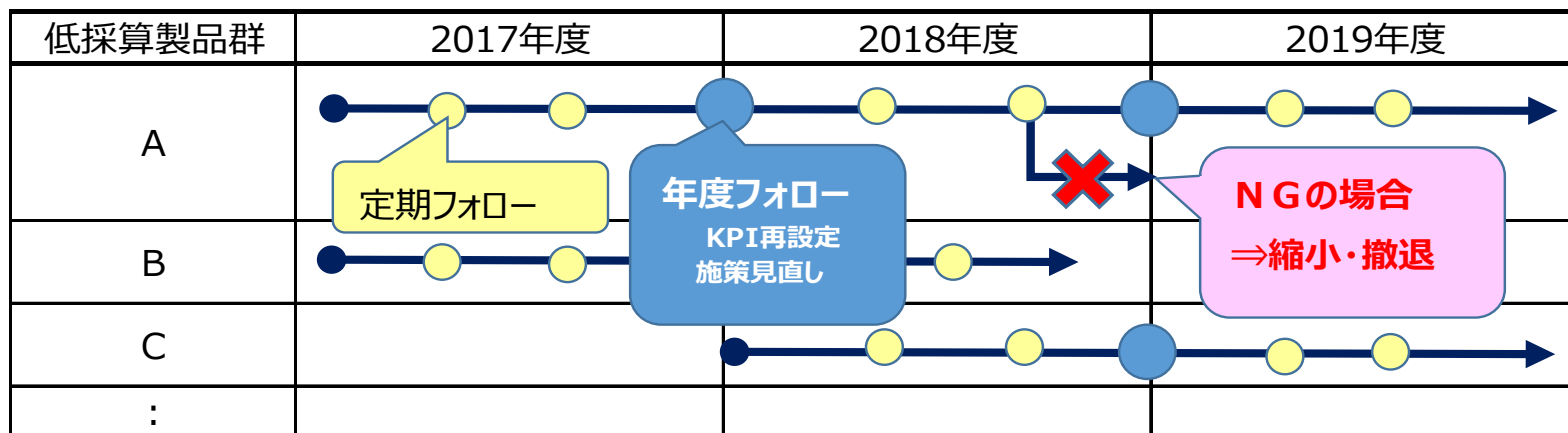 低採算製品群
2017年度
2018年度
2019年度
A
定期フォロー
年度フォロー
KPI再設定
施策見直し
ＮＧの場合
⇒縮小・撤退
B
C
：